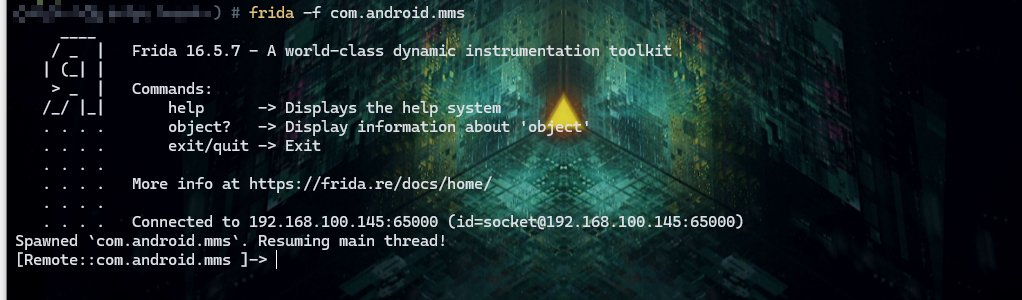 ) # frida -f com.android.mms
Frida 16.5.7 - A world-class dynamic instrumentation toolkit
Commands:
help -> Displays the help system
object? -> Display information about 'object'
exit/quit -> Exit
More info at https://frida.re/docs/home/
Connected to 192.168.100.145:65000 (id=socket@192.168.100.145:65000)
Spawned `com.android.mms`. Resuming main thread!
[Remote::com.android.mms ]->